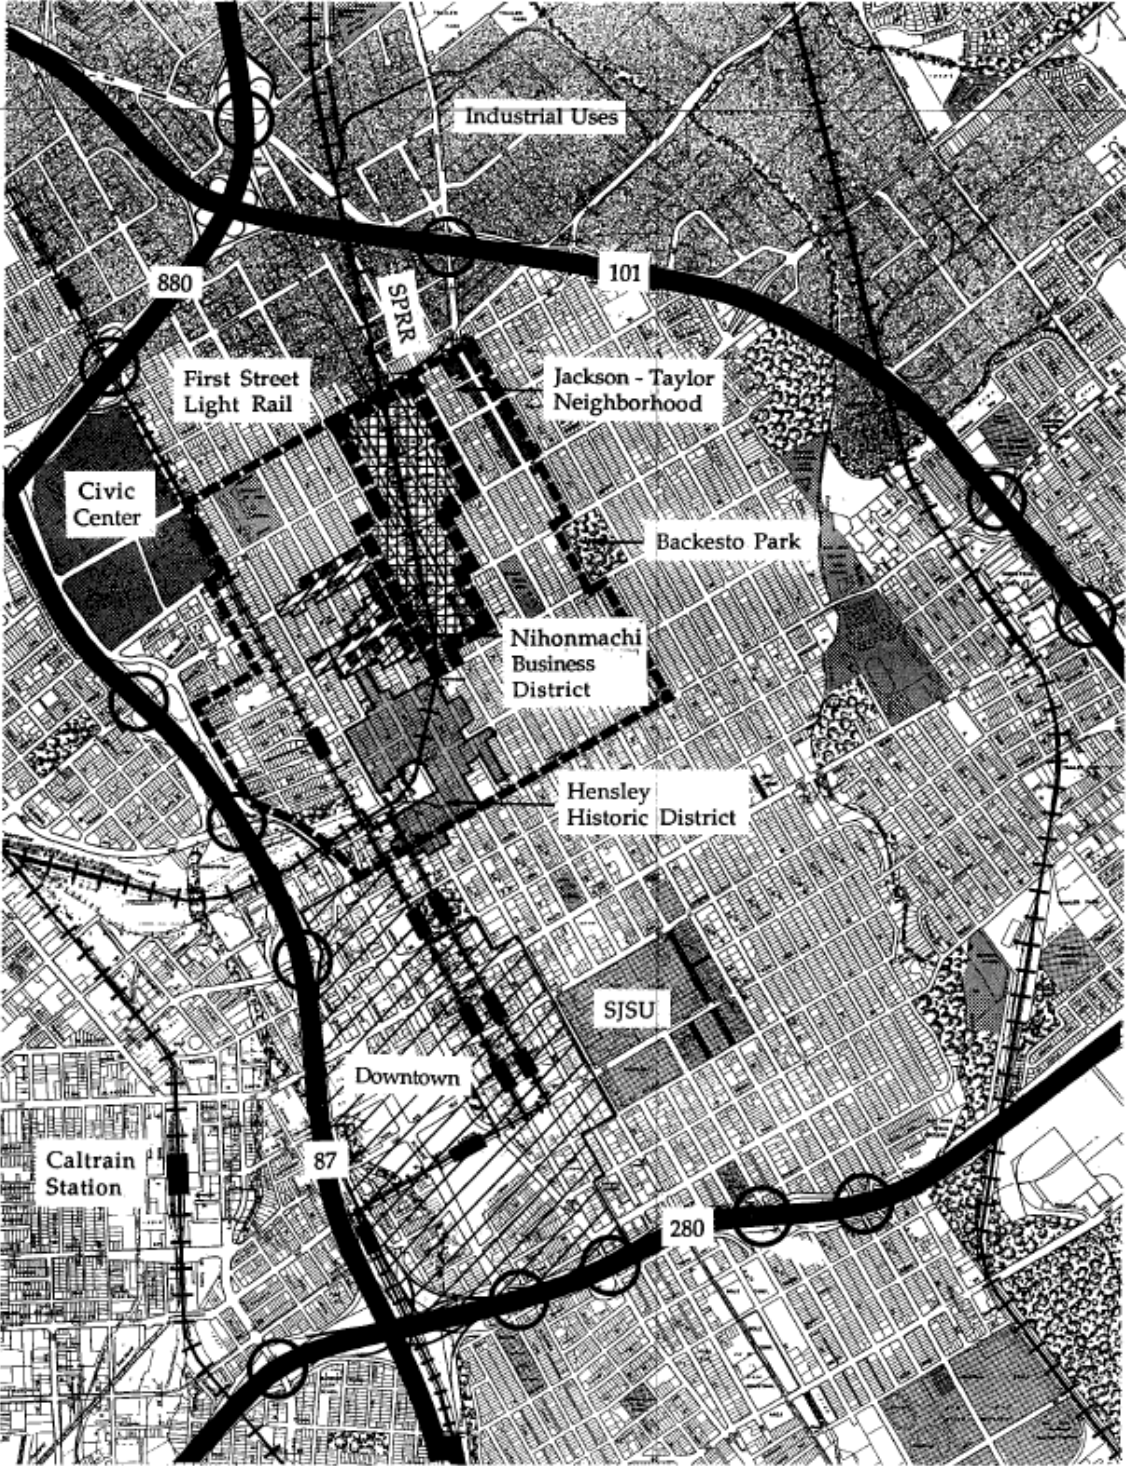 Industrial Uses
880
101
SPRR
First Street
Light Rail
Jackson - Taylor
Neighborhood
Civic
Center
Backesto Park
Nihonmachi
Business
District
Hensley
Historic District
SJSU
Downtown
Caltrain
Station
87
280